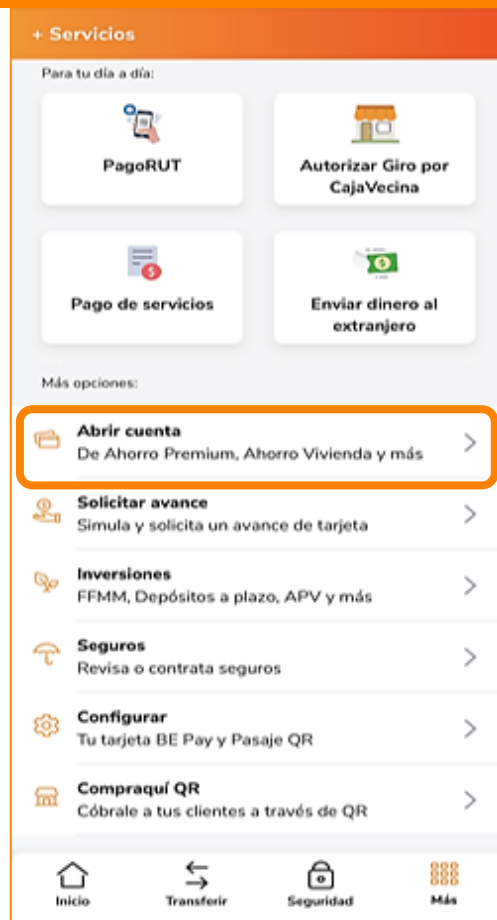 + Servicios
Para tu día a día:
PagoRUT
Autorizar Giro por
CajaVecina
Pago de servicios
Enviar dinero al
extranjero
Más opciones:
Abrir cuenta
De Ahorro Premium, Ahorro Vivienda y más
Solicitar avance
Simula y solicita un avance de tarjeta
Inversiones
FFMM, Depósitos a plazo, APV y más
Seguros
Revisa o contrata seguros
Configurar
Tu tarjeta BE Pay y Pasaje QR
Compraquí QR
Cóbrale a tus clientes a través de QR
Inicio
Transferir
Seguridad
Más